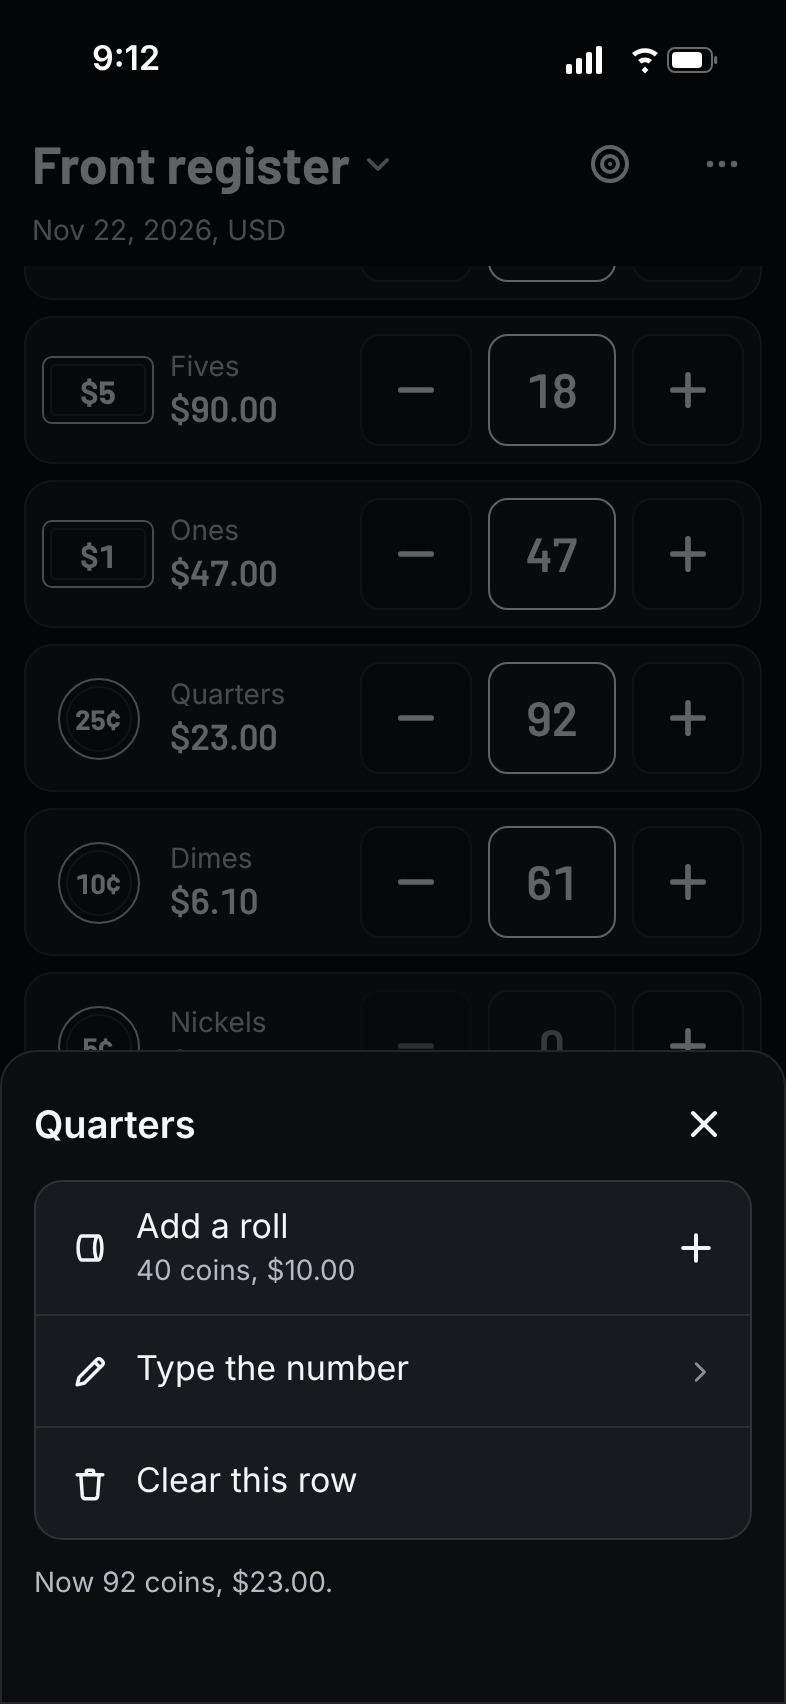 9:12
Front register
Nov 22, 2026, USD
$5
Fives
$90.00
18
$1
Ones
$47.00
47
25¢
Quarters
$23.00
92
10¢
Dimes
$6.10
61
5¢
Nickels
0
Quarters
Add a roll
40 coins, $10.00
Type the number
Clear this row
Now 92 coins, $23.00.